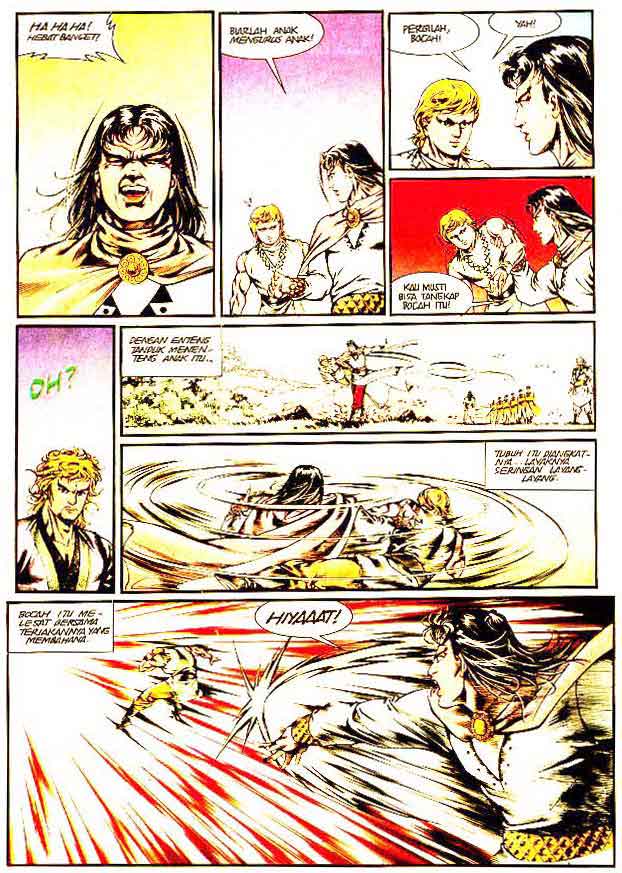 HA HA HA!
HEBAT BANGET!
BIARLAH ANAK
MENGURUS ANAK!
PERGILAH,
BOCAH!
YAH!
KAU MUSTI
BISA TANGKAP
BOCAH ITU!
OH?
DENGAN ENTENG
TANDUK MENEN-
TENG ANAK ITU...
TUBUH ITU DIANGKAT-
NYA... LAYAKNYA
SERINGAN LAYANG-
LAYANG.
BOCAH ITU ME-
LESAT BERSAMA
TERIAKANNYA YANG
MEMBAHANA.
HIYAAAT!